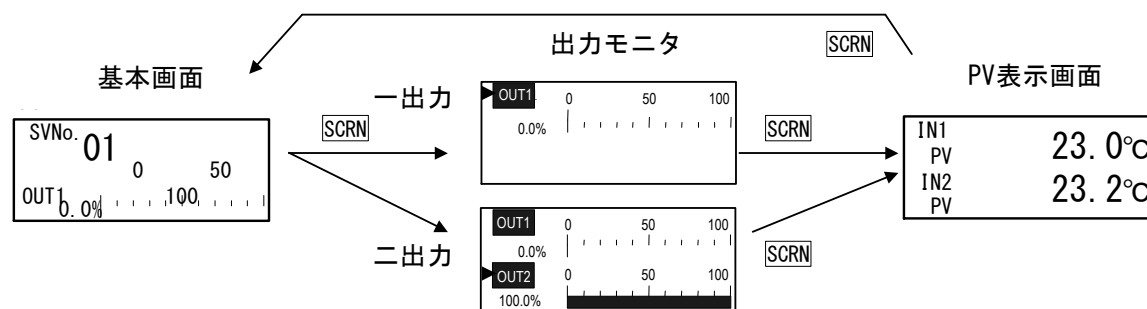 出力モニタ
SCRN
基本画面
PV表示画面
一出力
二出力
SVNo.
01
0 50
OUT1
0.0%
100
SCRN
OUT1
0 50 100
0.0%
SCRN
OUT1
0 50 100
0.0%
OUT2
0 50 100
100.0%
SCRN
IN1
PV 23.0℃
IN2
PV 23.2℃